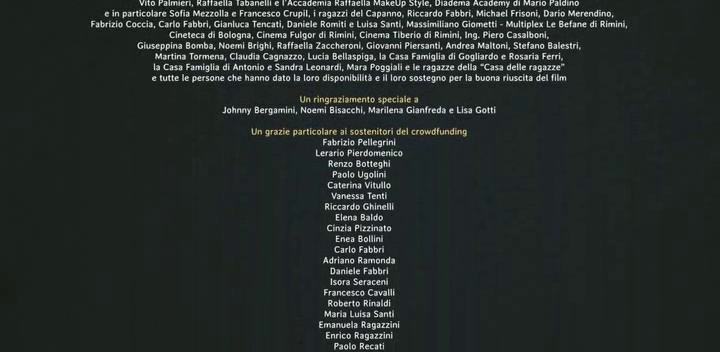 Vito Palmieri, Raffaella Tabanelli e l'Accademia Raffaella MakeUp Style, Diadema Academy di Mario Paldino
e in particolare Sofia Mezzolla e Francesco Crupil, i ragazzi del Capanno, Riccardo Fabbri, Michael Frisoni, Dario Merendino,
Fabrizio Coccia, Carlo Fabbri, Gianluca Tencati, Daniele Romiti e Luisa Santi, Massimiliano Giometti - Multiplex Le Befane di Rimini,
Cineteca di Bologna, Cinema Fulgor di Rimini, Cinema Tiberio di Rimini, Ing. Piero Casalboni,
Giuseppina Bomba, Noemi Brighi, Raffaella Zaccheroni, Giovanni Piersanti, Andrea Maltoni, Stefano Balestri,
Martina Tormena, Claudia Cagnazzo, Lucia Bellaspiga, la Casa Famiglia di Gogliardo e Rosaria Ferri,
la Casa Famiglia di Antonio e Sandra Leonardi, Mara Poggiali e le ragazze della "Casa delle ragazze"
e tutte le persone che hanno dato la loro disponibilità e il loro sostegno per la buona riuscita del film
Un ringraziamento speciale a
Johnny Bergamini, Noemi Bisacchi, Marilena Gianfreda e Lisa Gotti
Un grazie particolare ai sostenitori del crowdfunding
Fabrizio Pellegrini
Lerario Pierdomenico
Renzo Botteghi
Paolo Ugolini
Caterina Vitullo
Vanessa Tenti
Riccardo Ghinelli
Elena Baldo
Cinzia Pizzinato
Enea Bollini
Carlo Fabbri
Adriano Ramonda
Daniele Fabbri
Isora Seraceni
Francesco Cavalli
Roberto Rinaldi
Maria Luisa Santi
Emanuela Ragazzini
Enrico Ragazzini
Paolo Recati